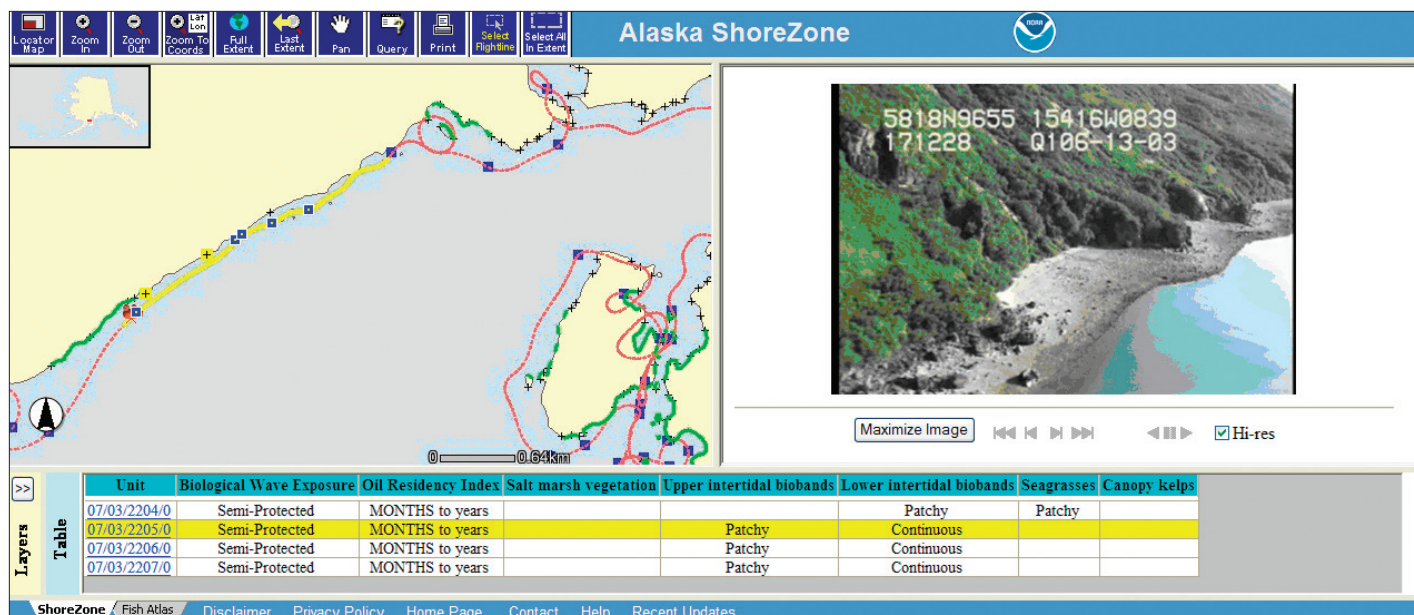 Locator Map
Zoom In
Zoom Out
Zoom To Coords
Lat Lon
Full Extent
Last Extent
Pan
Query
Print
Select Flightline
Select All In Extent
Alaska ShoreZone
NOAA
5818N9655 15416W0839
171228 Q106-13-03
0 0.64km
Maximize Image
Hi-res
>>
Layers
Table
Unit Biological Wave Exposure Oil Residency Index Salt marsh vegetation Upper intertidal biobands Lower intertidal biobands Seagrasses Canopy kelps
07/03/2204/0 Semi-Protected MONTHS to years Patchy Patchy
07/03/2205/0 Semi-Protected MONTHS to years Patchy Continuous
07/03/2206/0 Semi-Protected MONTHS to years Patchy Continuous
07/03/2207/0 Semi-Protected MONTHS to years Patchy Continuous
ShoreZone Fish Atlas Disclaimer Privacy Policy Home Page Contact Help Recent Updates